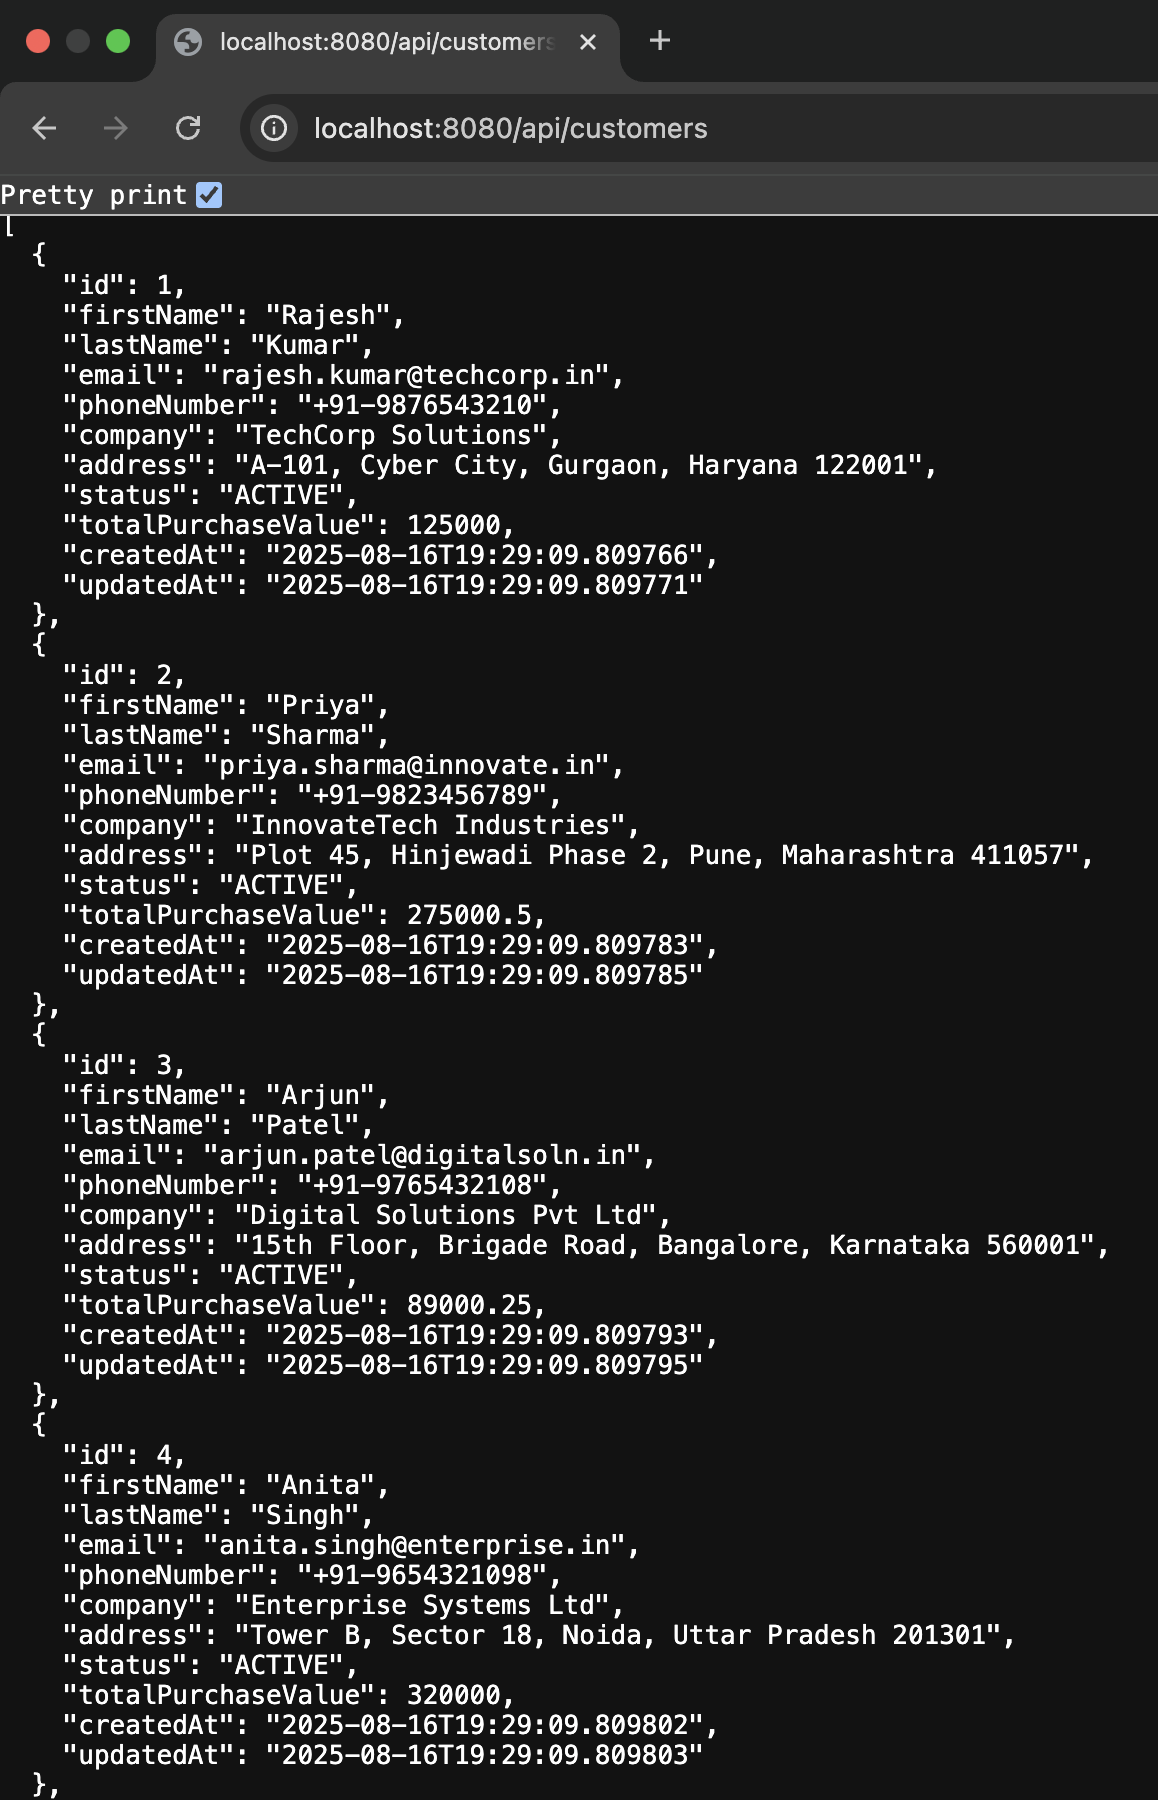 localhost:8080/api/customers
localhost:8080/api/customers
Pretty print
[
  {
    "id": 1,
    "firstName": "Rajesh",
    "lastName": "Kumar",
    "email": "rajesh.kumar@techcorp.in",
    "phoneNumber": "+91-9876543210",
    "company": "TechCorp Solutions",
    "address": "A-101, Cyber City, Gurgaon, Haryana 122001",
    "status": "ACTIVE",
    "totalPurchaseValue": 125000,
    "createdAt": "2025-08-16T19:29:09.809766",
    "updatedAt": "2025-08-16T19:29:09.809771"
  },
  {
    "id": 2,
    "firstName": "Priya",
    "lastName": "Sharma",
    "email": "priya.sharma@innovate.in",
    "phoneNumber": "+91-9823456789",
    "company": "InnovateTech Industries",
    "address": "Plot 45, Hinjewadi Phase 2, Pune, Maharashtra 411057",
    "status": "ACTIVE",
    "totalPurchaseValue": 275000.5,
    "createdAt": "2025-08-16T19:29:09.809783",
    "updatedAt": "2025-08-16T19:29:09.809785"
  },
  {
    "id": 3,
    "firstName": "Arjun",
    "lastName": "Patel",
    "email": "arjun.patel@digitalsoln.in",
    "phoneNumber": "+91-9765432108",
    "company": "Digital Solutions Pvt Ltd",
    "address": "15th Floor, Brigade Road, Bangalore, Karnataka 560001",
    "status": "ACTIVE",
    "totalPurchaseValue": 89000.25,
    "createdAt": "2025-08-16T19:29:09.809793",
    "updatedAt": "2025-08-16T19:29:09.809795"
  },
  {
    "id": 4,
    "firstName": "Anita",
    "lastName": "Singh",
    "email": "anita.singh@enterprise.in",
    "phoneNumber": "+91-9654321098",
    "company": "Enterprise Systems Ltd",
    "address": "Tower B, Sector 18, Noida, Uttar Pradesh 201301",
    "status": "ACTIVE",
    "totalPurchaseValue": 320000,
    "createdAt": "2025-08-16T19:29:09.809802",
    "updatedAt": "2025-08-16T19:29:09.809803"
  },